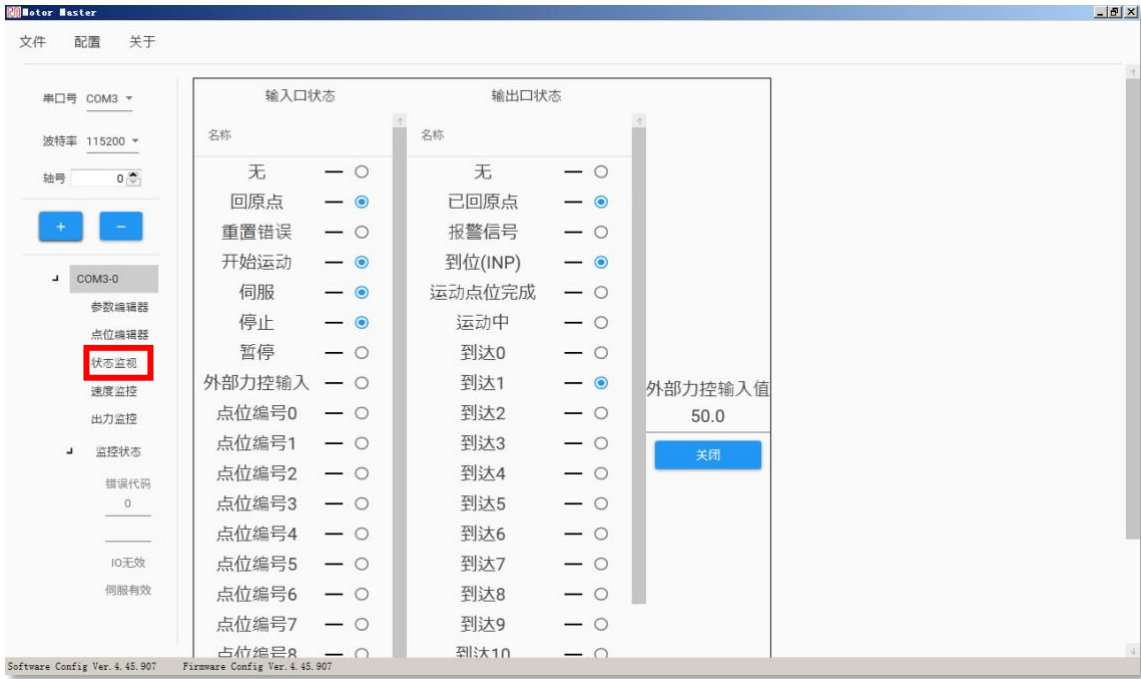 Motor Master
文件 配置 关于
串口号 COM3
波特率 115200
轴号 0
+ −
COM3-0
参数编辑器
点位编辑器
状态监视
速度监控
出力监控
监控状态
错误代码
0
IO无效
伺服有效
输入口状态
名称
无
回原点
重置错误
开始运动
伺服
停止
暂停
外部力控输入
点位编号0
点位编号1
点位编号2
点位编号3
点位编号4
点位编号5
点位编号6
点位编号7
点位编号8
输出口状态
名称
无
已回原点
报警信号
到位(INP)
运动点位完成
运动中
到达0
到达1
到达2
到达3
到达4
到达5
到达6
到达7
到达8
到达9
到达10
外部力控输入值
50.0
关闭
Software Config Ver.4.45.907 Firmware Config Ver.4.45.907